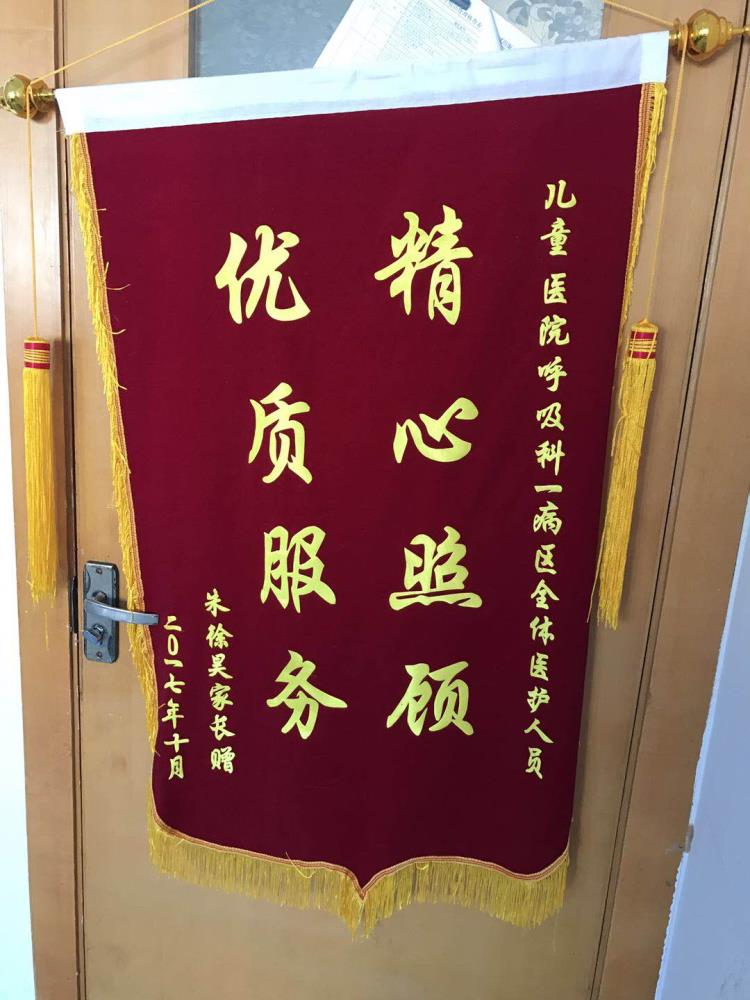 儿童医院呼吸科一病区全体医护人员
精心照顾
优质服务
朱徐昊家长赠
二〇一七年十月